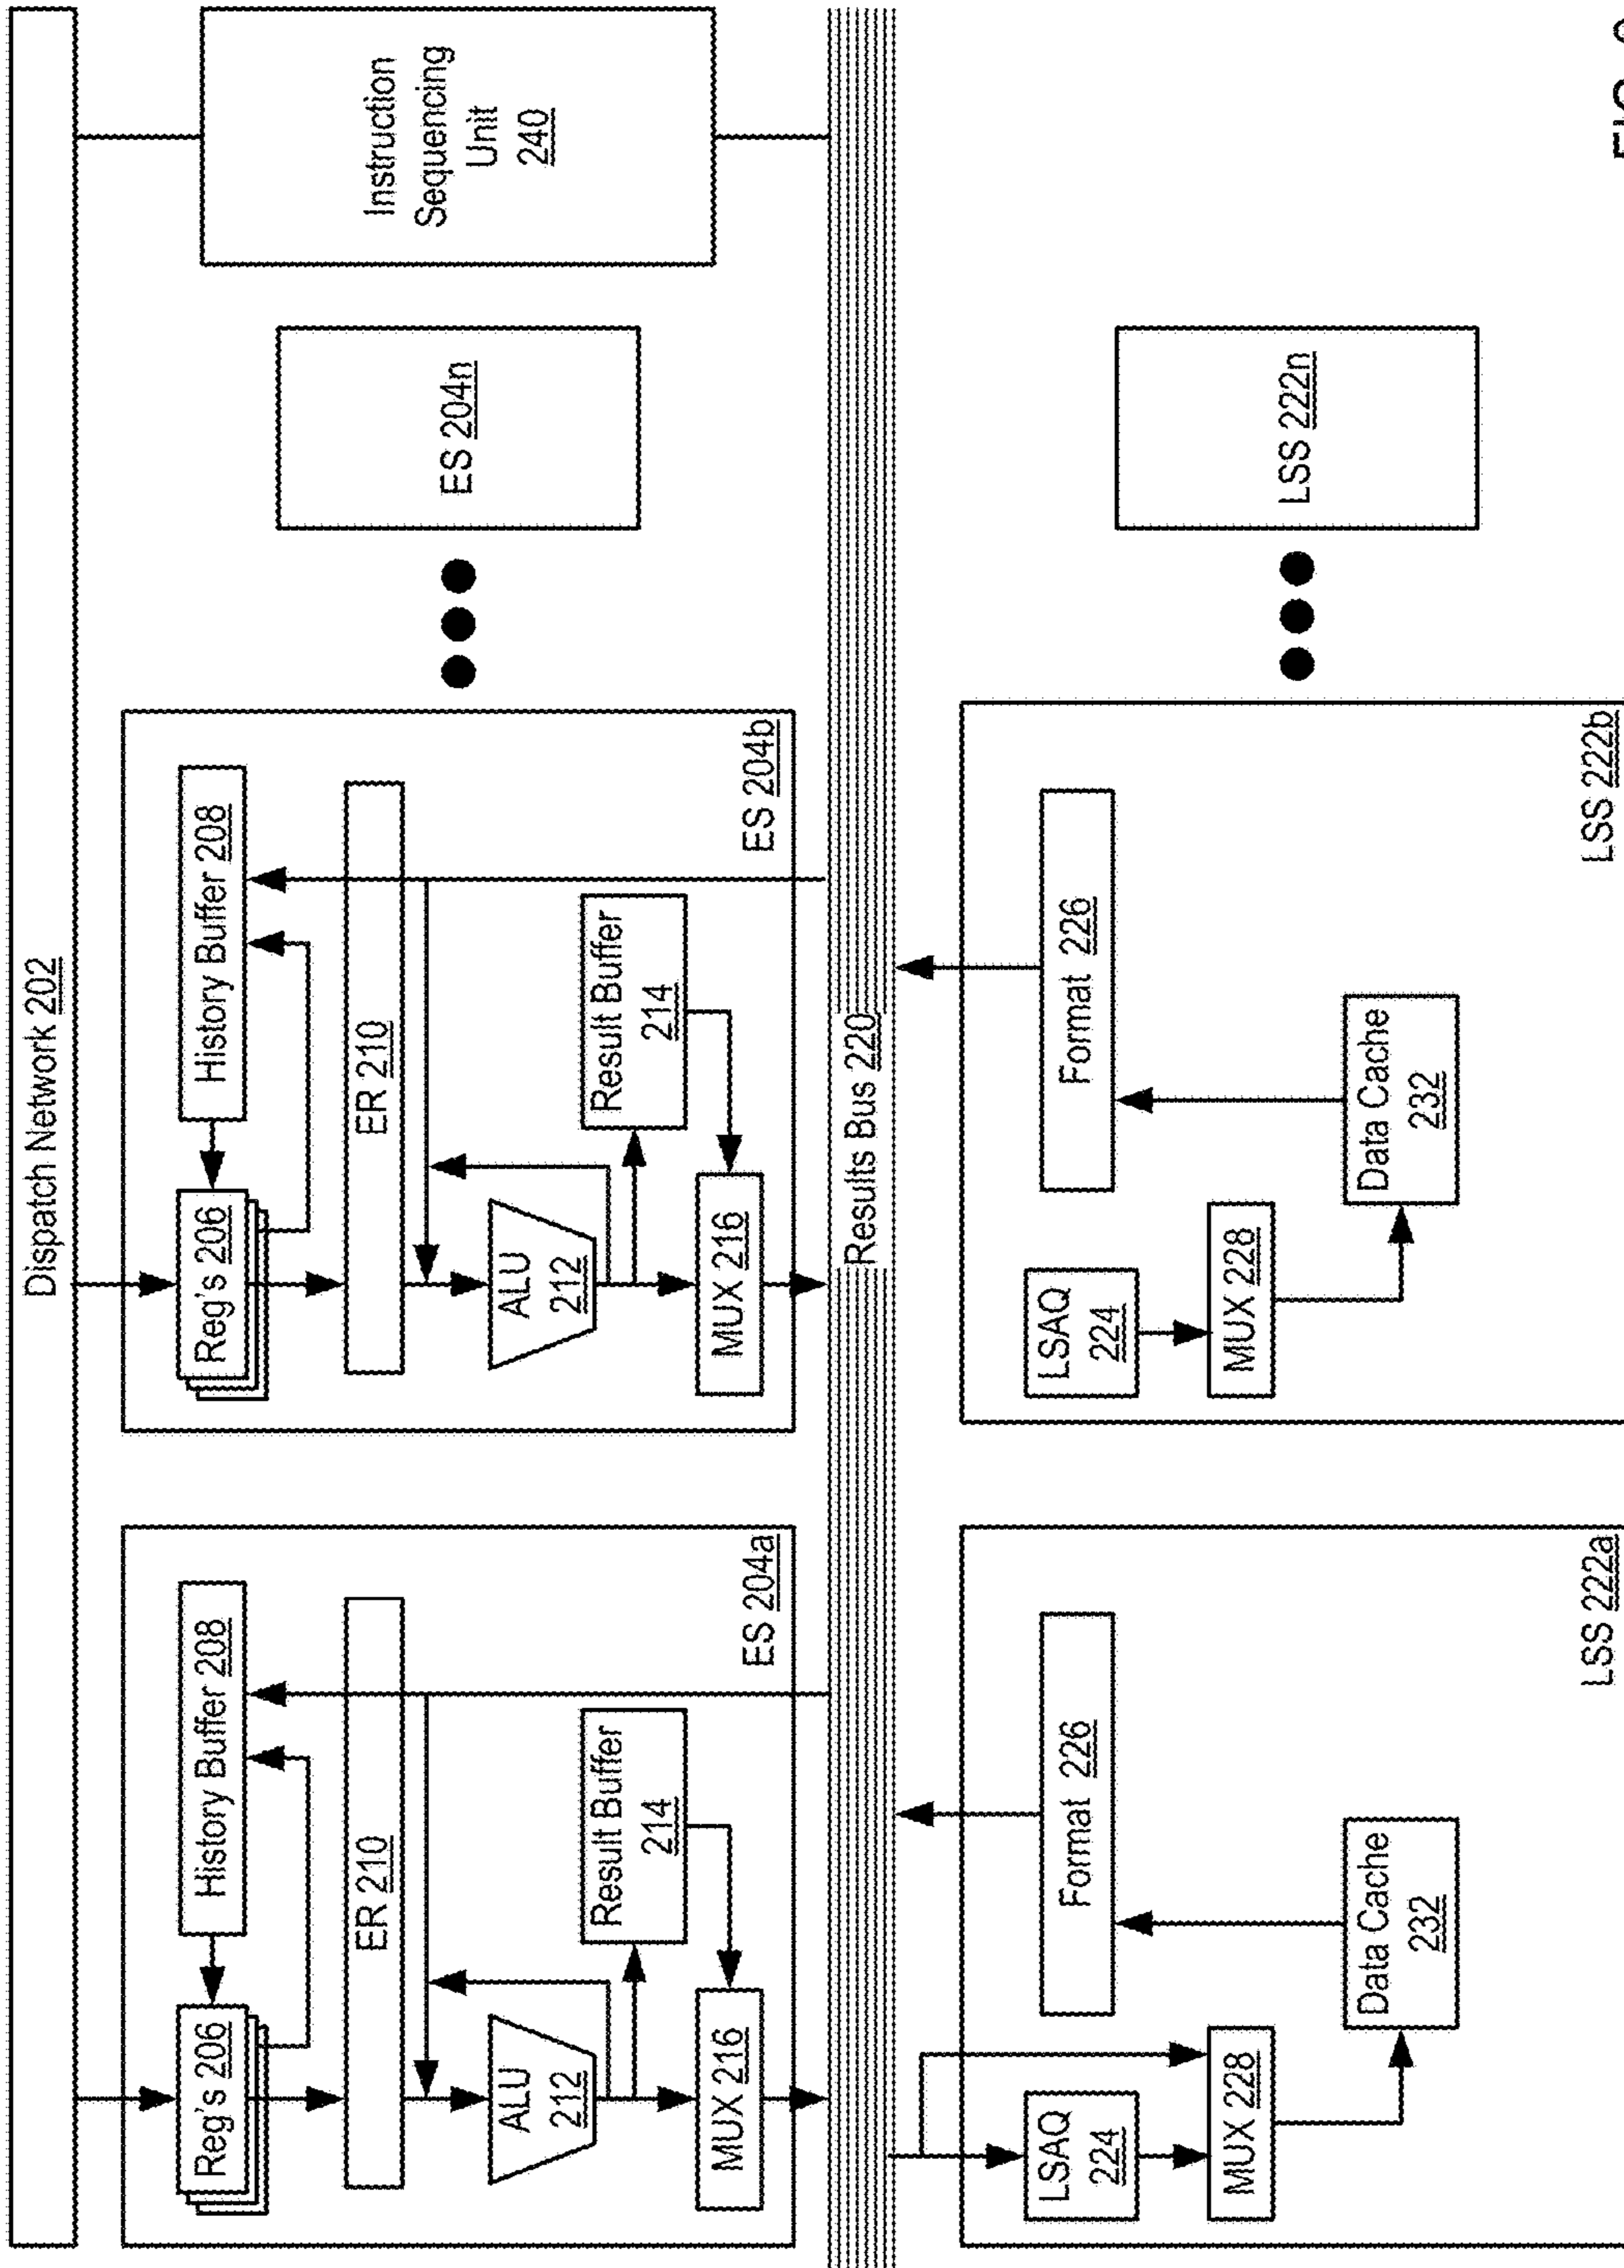 Dispatch Network 202
Reg's 206
History Buffer 208
ER 210
ALU
212
Result Buffer
214
MUX 216
ES 204a
Reg's 206
History Buffer 208
ER 210
ALU
212
Result Buffer
214
MUX 216
ES 204b
ES 204n
Instruction
Sequencing
Unit
240
Results Bus 220
LSAQ
224
Format 226
MUX 228
Data Cache
232
LSS 222a
LSAQ
224
Format 226
MUX 228
Data Cache
232
LSS 222b
LSS 222n
FIG.